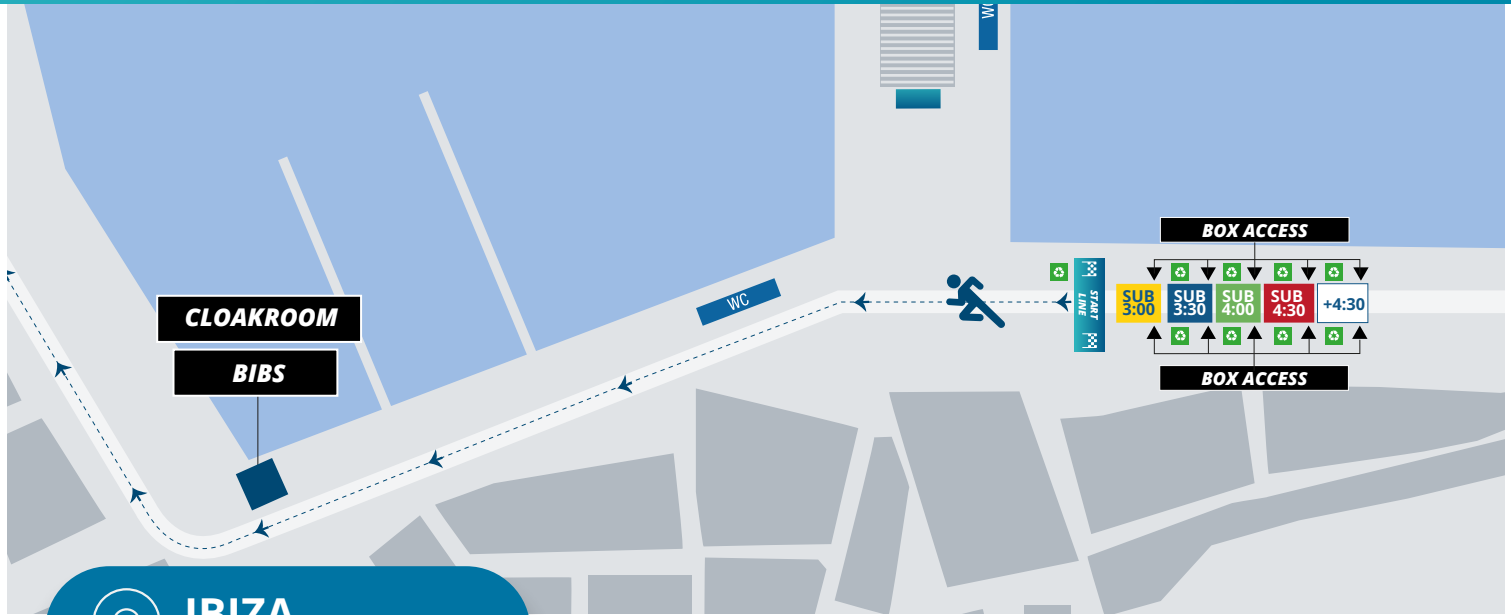 WC
BOX ACCESS
CLOAKROOM
BIBS
WC
START
LINE
SUB
3:00
SUB
3:30
SUB
4:00
SUB
4:30
+4:30
BOX ACCESS
IBIZA